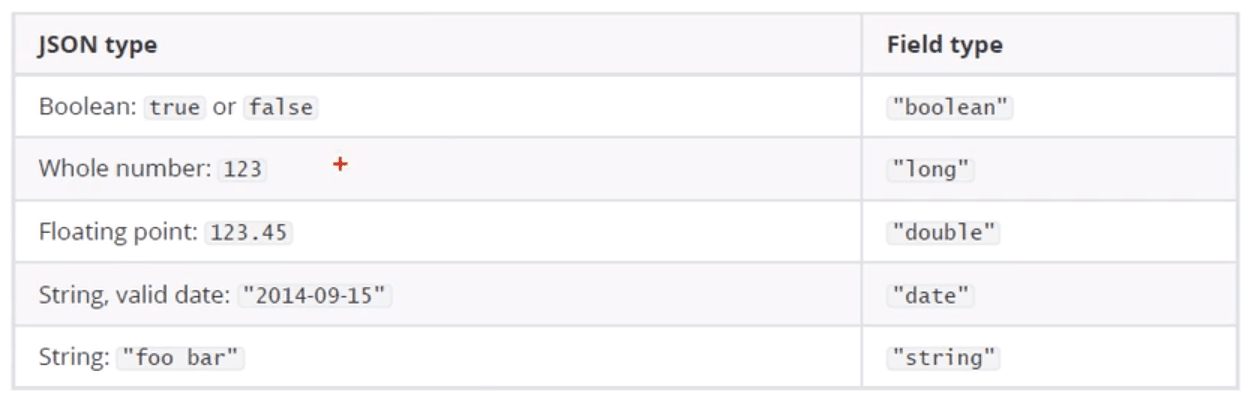 JSON type Field type
Boolean: true or false "boolean"
Whole number: 123 "long"
Floating point: 123.45 "double"
String, valid date: "2014-09-15" "date"
String: "foo bar" "string"